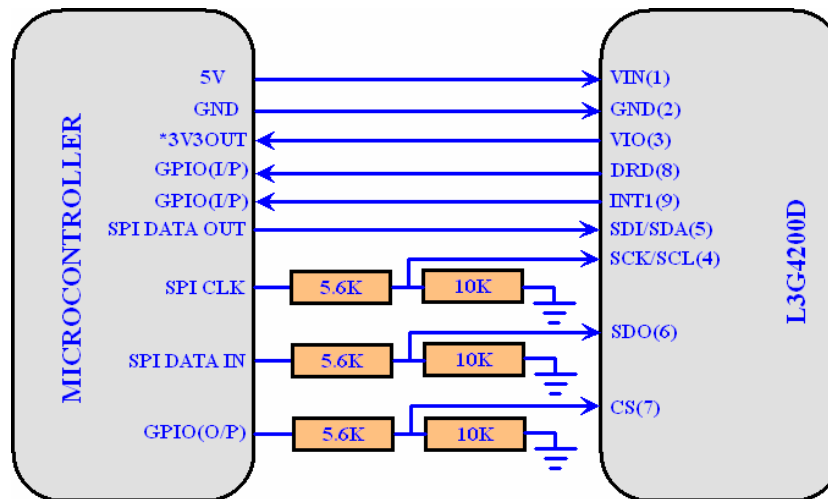 5V VIN(1)
GND GND(2)
*3V3OUT VIO(3)
GPIO(I/P) DRD(8)
GPIO(I/P) INT1(9)
SPI DATA OUT SDI/SDA(5)
SCK/SCL(4)
SPI CLK 5.6K 10K
SDO(6)
SPI DATA IN 5.6K 10K
CS(7)
GPIO(O/P) 5.6K 10K
MICROCONTROLLER
L3G4200D